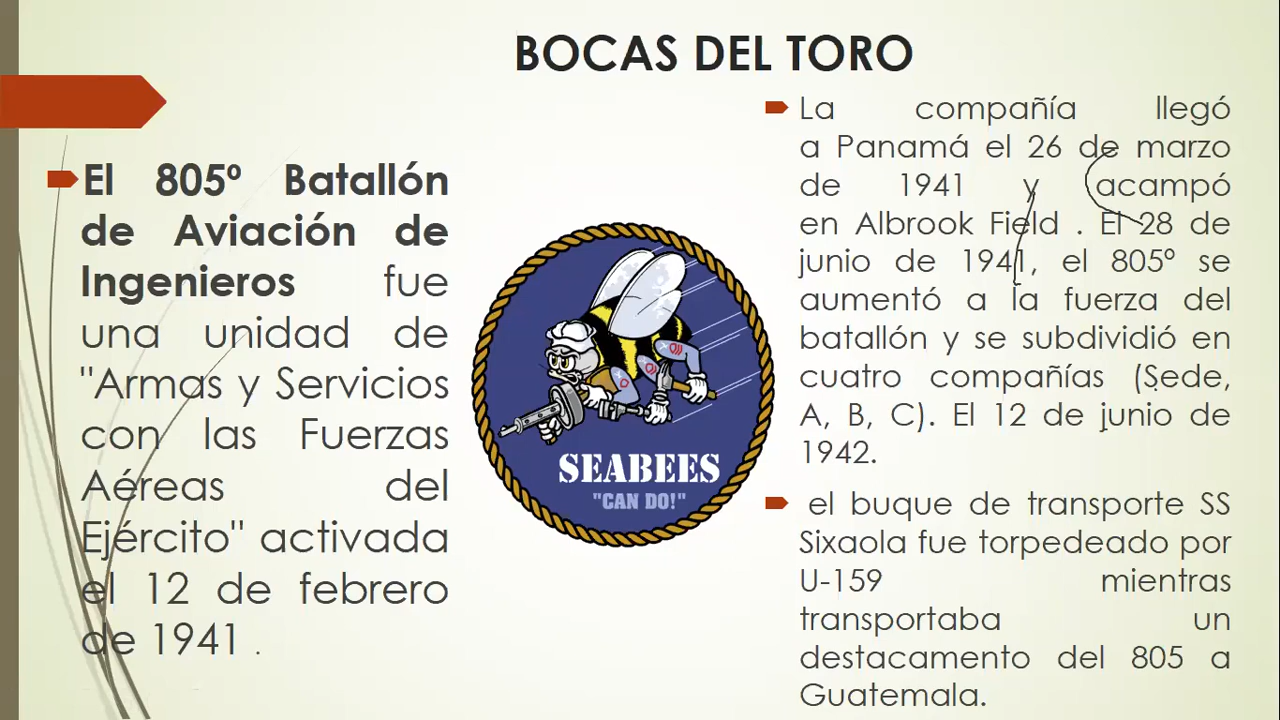 BOCAS DEL TORO
El 805º Batallón
de Aviación de
Ingenieros fue
una unidad de
"Armas y Servicios
con las Fuerzas
Aéreas del
Ejército" activada
el 12 de febrero
de 1941 .
SEABEES
"CAN DO!"
La compañía llegó
a Panamá el 26 de marzo
de 1941 y acampó
en Albrook Field . El 28 de
junio de 1941, el 805º se
aumentó a la fuerza del
batallón y se subdividió en
cuatro compañías (Sede,
A, B, C). El 12 de junio de
1942.
el buque de transporte SS
Sixaola fue torpedeado por
U-159 mientras
transportaba un
destacamento del 805 a
Guatemala.